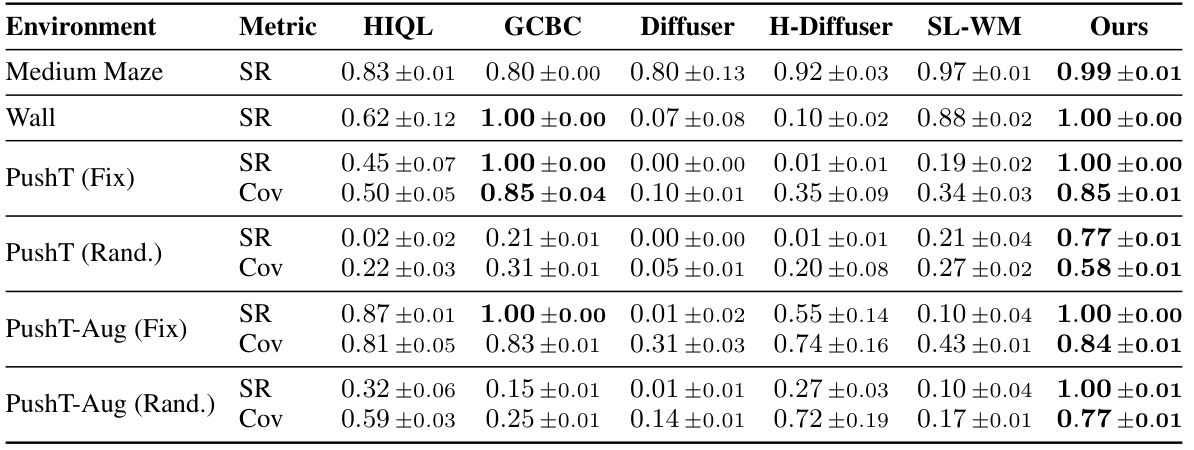 Environment Metric HIQL GCBC Diffuser H-Diffuser SL-WM Ours
Medium Maze SR 0.83 ±0.01 0.80 ±0.00 0.80 ±0.13 0.92 ±0.03 0.97 ±0.01 0.99 ±0.01
Wall SR 0.62 ±0.12 1.00 ±0.00 0.07 ±0.08 0.10 ±0.02 0.88 ±0.02 1.00 ±0.00
PushT (Fix)
SR 0.45 ±0.07 1.00 ±0.00 0.00 ±0.00 0.01 ±0.01 0.19 ±0.02 1.00 ±0.00
Cov 0.50 ±0.05 0.85 ±0.04 0.10 ±0.01 0.35 ±0.09 0.34 ±0.03 0.85 ±0.01
PushT (Rand.)
SR 0.02 ±0.02 0.21 ±0.01 0.00 ±0.00 0.01 ±0.01 0.21 ±0.04 0.77 ±0.01
Cov 0.22 ±0.03 0.31 ±0.01 0.05 ±0.01 0.20 ±0.08 0.27 ±0.02 0.58 ±0.01
PushT-Aug (Fix)
SR 0.87 ±0.01 1.00 ±0.00 0.01 ±0.02 0.55 ±0.14 0.10 ±0.04 1.00 ±0.00
Cov 0.81 ±0.05 0.83 ±0.01 0.31 ±0.03 0.74 ±0.16 0.43 ±0.01 0.84 ±0.01
PushT-Aug (Rand.)
SR 0.32 ±0.06 0.15 ±0.01 0.01 ±0.01 0.27 ±0.03 0.10 ±0.04 1.00 ±0.01
Cov 0.59 ±0.03 0.25 ±0.01 0.14 ±0.01 0.72 ±0.19 0.17 ±0.01 0.77 ±0.01